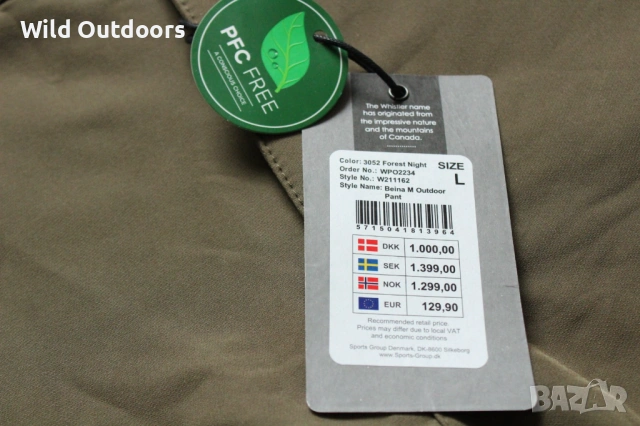 Wild Outdoors
PFC FREE
A CONSCIOUS CHOICE
The Whistler name
has originated from
the impressive nature
and the mountains
of Canada.
Color: 3052 Forest Night
Order No.: WPO2234
Style No.: W211162
Style Name: Beina M Outdoor
Pant
SIZE
L
5715041813964
DKK 1.000,00
SEK 1.399,00
NOK 1.299,00
EUR 129,90
Recommended retail price.
Prices may differ due to local VAT
and economic conditions
Sports Group Denmark, DK-8600 Silkeborg
www.Sports-Group.dk
BAZAR